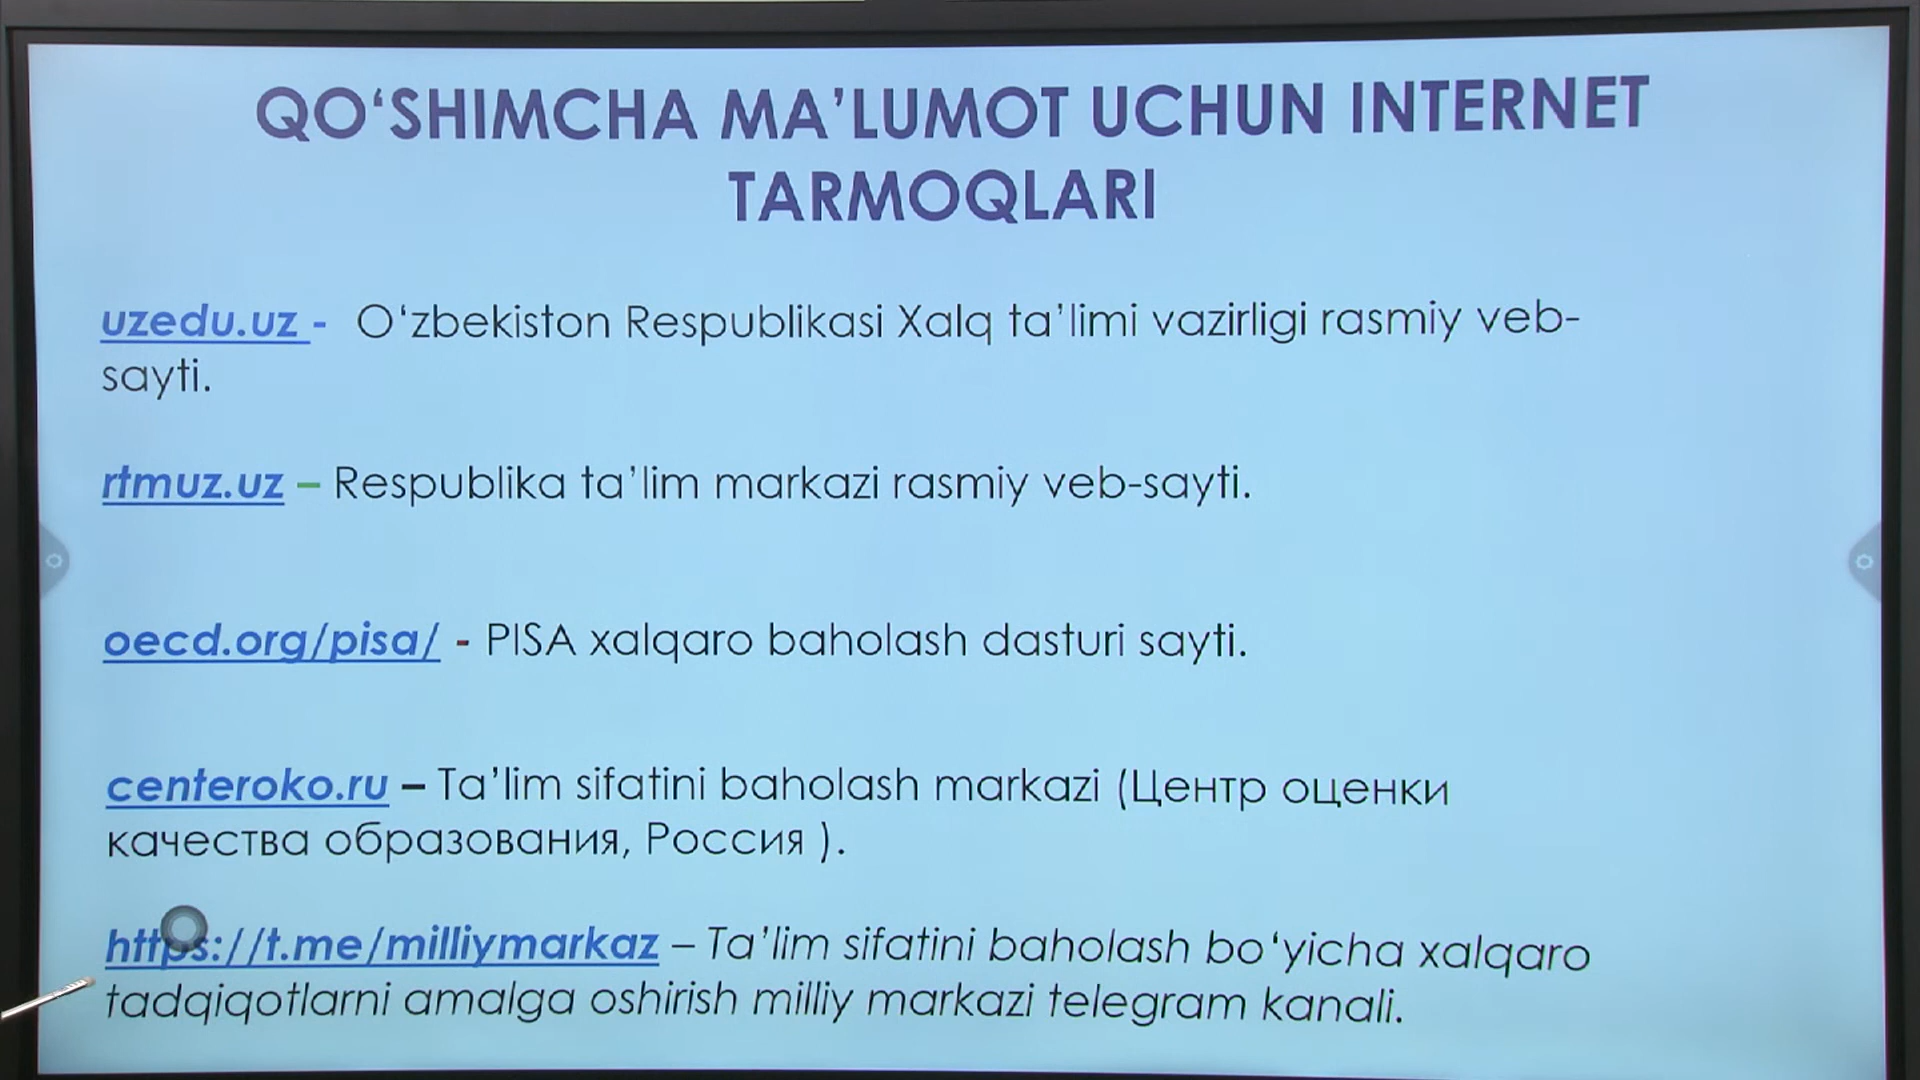 QO‘SHIMCHA MA’LUMOT UCHUN INTERNET
TARMOQLARI
uzedu.uz - O‘zbekiston Respublikasi Xalq ta’limi vazirligi rasmiy veb-
sayti.
rtmuz.uz – Respublika ta’lim markazi rasmiy veb-sayti.
oecd.org/pisa/ - PISA xalqaro baholash dasturi sayti.
centeroko.ru – Ta’lim sifatini baholash markazi (Центр оценки
качества образования, Россия ).
https://t.me/milliymarkaz – Ta’lim sifatini baholash bo‘yicha xalqaro
tadqiqotlarni amalga oshirish milliy markazi telegram kanali.